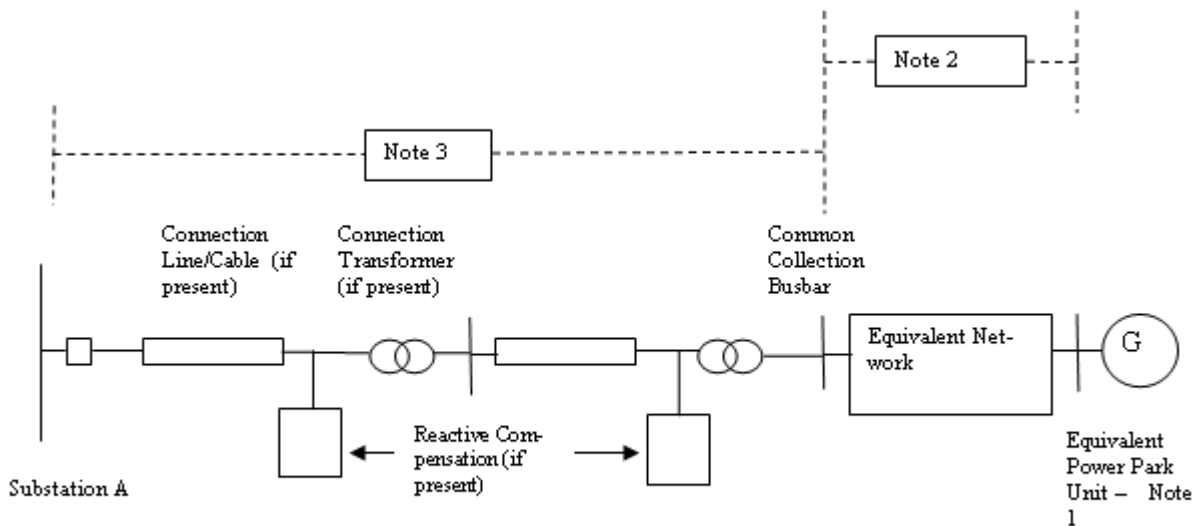 Note 2
Note 3
Connection
Line/Cable (if
present)
Connection
Transformer
(if present)
Common
Collection
Busbar
Equivalent Net-
work
G
Reactive Com-
pensation (if
present)
Substation A
Equivalent
Power Park
Unit – Note
1